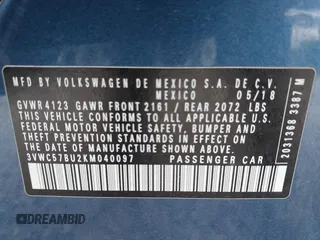 MFD BY VOLKSWAGEN DE MEXICO S.A. DE C.V.
MEXICO 05/18
GVWR 4123 GAWR FRONT 2161 / REAR 2072 LBS
THIS VEHICLE CONFORMS TO ALL APPLICABLE
U.S. FEDERAL MOTOR VEHICLE SAFETY, BUMPER AND
THEFT PREVENTION STANDARDS IN EFFECT ON THE
DATE OF MANUFACTURE SHOWN ABOVE.
3VWC57BU2KM040097 PASSENGER CAR
2031368 3387 M
DREAMBID